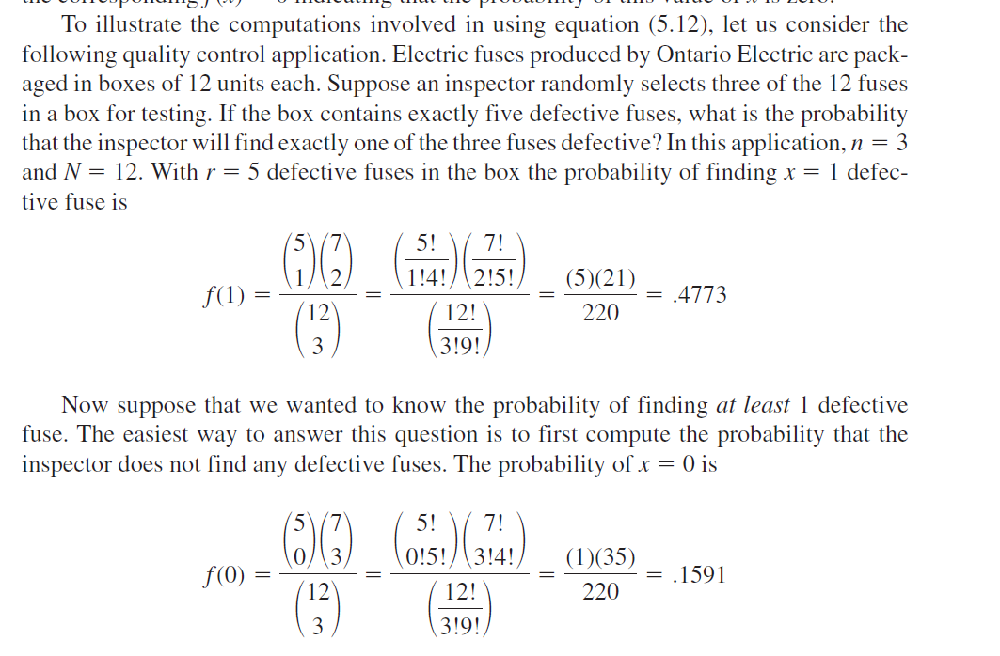 To illustrate the computations involved in using equation (5.12), let us consider the
following quality control application. Electric fuses produced by Ontario Electric are pack-
aged in boxes of 12 units each. Suppose an inspector randomly selects three of the 12 fuses
in a box for testing. If the box contains exactly five defective fuses, what is the probability
that the inspector will find exactly one of the three fuses defective? In this application, n = 3
and N = 12. With r = 5 defective fuses in the box the probability of finding x = 1 defec-
tive fuse is
f(1) = \frac{\binom{5}{1}\binom{7}{2}}{\binom{12}{3}} = \frac{\left(\frac{5!}{1!4!}\right)\left(\frac{7!}{2!5!}\right)}{\left(\frac{12!}{3!9!}\right)} = \frac{(5)(21)}{220} = .4773
Now suppose that we wanted to know the probability of finding at least 1 defective
fuse. The easiest way to answer this question is to first compute the probability that the
inspector does not find any defective fuses. The probability of x = 0 is
f(0) = \frac{\binom{5}{0}\binom{7}{3}}{\binom{12}{3}} = \frac{\left(\frac{5!}{0!5!}\right)\left(\frac{7!}{3!4!}\right)}{\left(\frac{12!}{3!9!}\right)} = \frac{(1)(35)}{220} = .1591